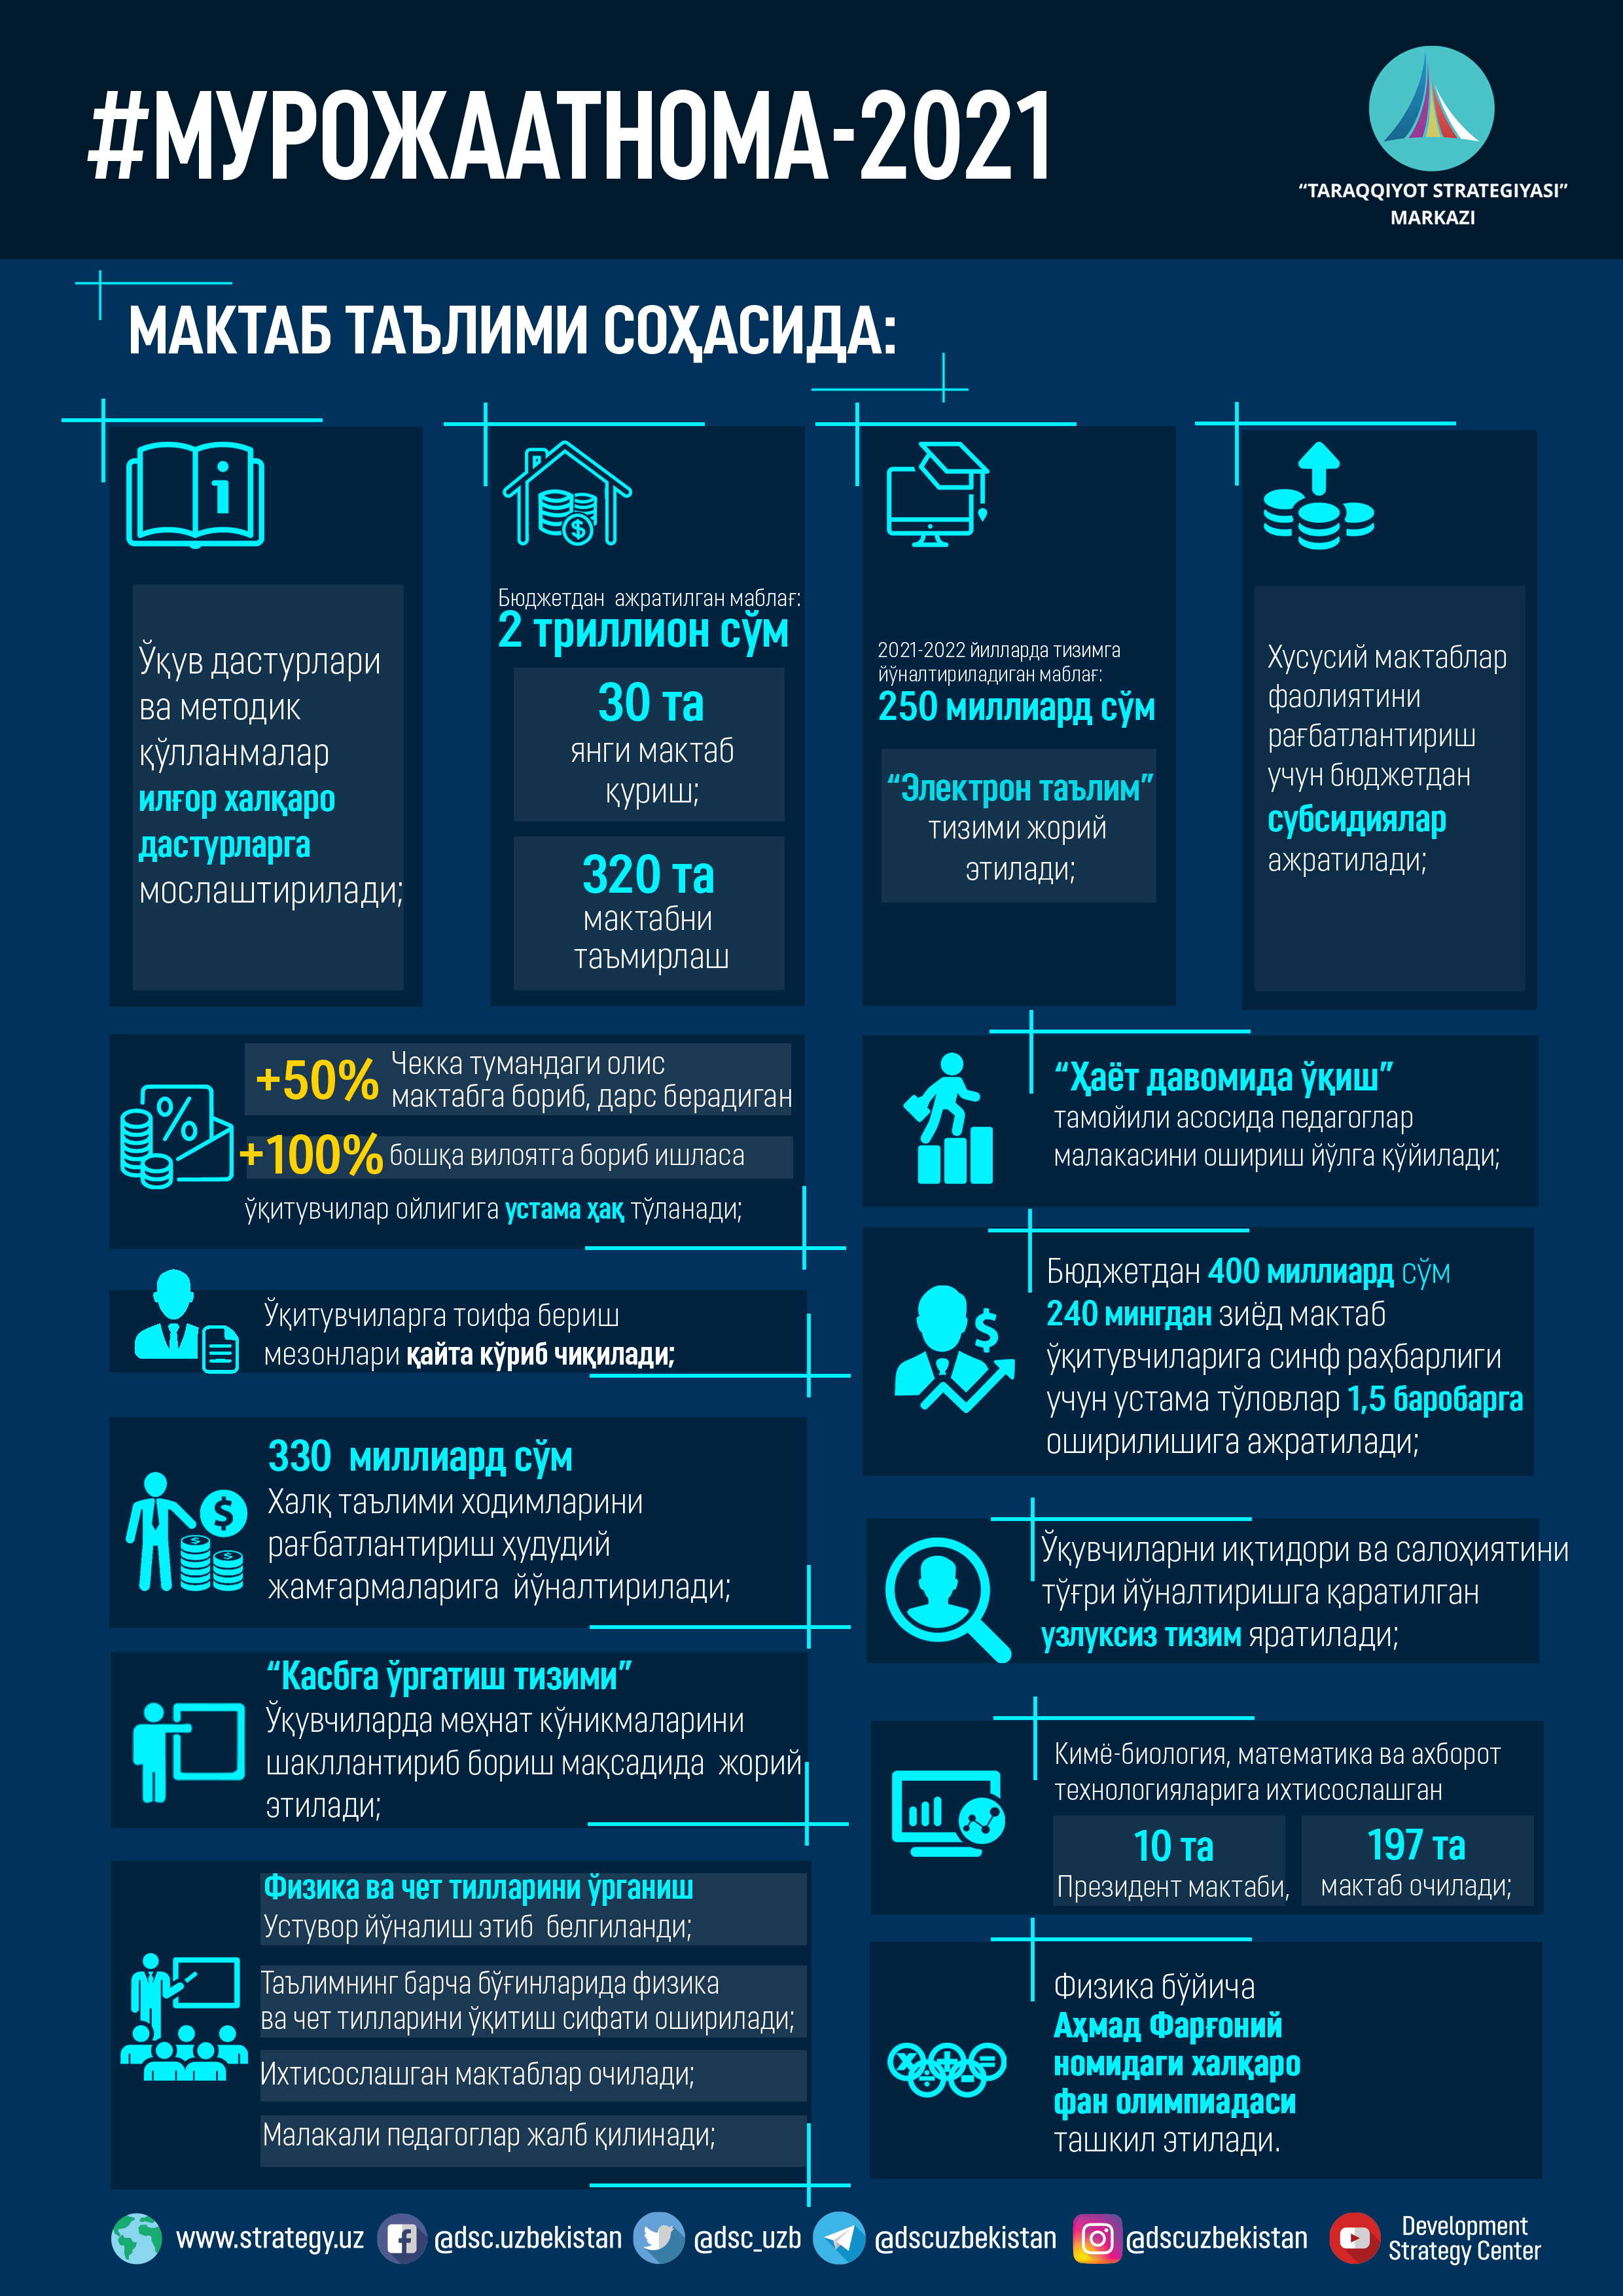 #МУРОЖААТНОМА-2021
“TARAQQIYOT STRATEGIYASI”
MARKAZI
МАКТАБ ТАЪЛИМИ СОҲАСИДА:
Ўқув дастурлари
ва методик
қўлланмалар
илғор халқаро
дастурларга
мослаштирилади;
Бюджетдан ажратилган маблағ:
2 триллион сўм
30 та
янги мактаб
қуриш;
320 та
мактабни
таъмирлаш
2021-2022 йилларда тизимга
йўналтириладиган маблағ:
250 миллиард сўм
“Электрон таълим”
тизими жорий
этилади;
Хусусий мактаблар
фаолиятини
рағбатлантириш
учун бюджетдан
субсидиялар
ажратилади;
+50%
Чекка тумандаги олис
мактабга бориб, дарс берадиган
+100% бошқа вилоятга бориб ишласа
ўқитувчилар ойлигига устама ҳақ тўланади;
“Ҳаёт давомида ўқиш”
тамойили асосида педагоглар
малакасини ошириш йўлга қўйилади;
Ўқитувчиларга тоифа бериш
мезонлари қайта кўриб чиқилади;
Бюджетдан 400 миллиард сўм
240 мингдан зиёд мактаб
ўқитувчиларига синф раҳбарлиги
учун устама тўловлар 1,5 баробарга
оширилишига ажратилади;
330 миллиард сўм
Халқ таълими ходимларини
рағбатлантириш ҳудудий
жамғармаларига йўналтирилади;
Ўқувчиларни иқтидори ва салоҳиятини
тўғри йўналтиришга қаратилган
узлуксиз тизим яратилади;
“Касбга ўргатиш тизими”
Ўқувчиларда меҳнат кўникмаларини
шакллантириб бориш мақсадида жорий
этилади;
Кимё-биология, математика ва ахборот
технологияларига ихтисослашган
10 та
Президент мактаби,
197 та
мактаб очилади;
Физика ва чет тилларини ўрганиш
Устувор йўналиш этиб белгиланди;
Таълимнинг барча бўғинларида физика
ва чет тилларини ўқитиш сифати оширилади;
Ихтисослашган мактаблар очилади;
Малакали педагоглар жалб қилинади;
Физика бўйича
Аҳмад Фарғоний
номидаги халқаро
фан олимпиадаси
ташкил этилади.
www.strategy.uz @dsc.uzbekistan @dsc_uzb @dscuzbekistan @dscuzbekistan
Development
Strategy Center